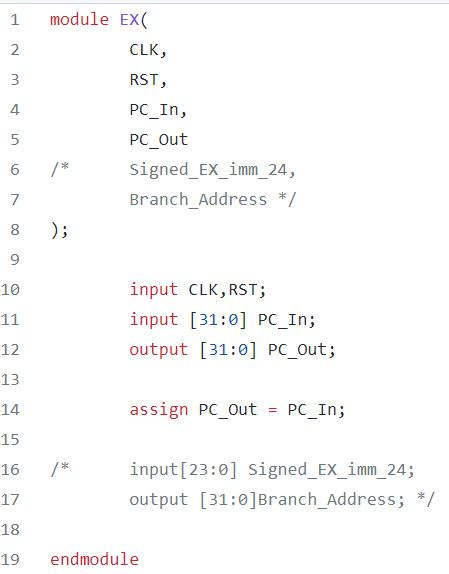 1 module EX(
2 CLK,
3 RST,
4 PC_In,
5 PC_Out
6 /* Signed_EX_imm_24,
7 Branch_Address */
8 );
9
10 input CLK,RST;
11 input [31:0] PC_In;
12 output [31:0] PC_Out;
13
14 assign PC_Out = PC_In;
15
16 /* input[23:0] Signed_EX_imm_24;
17 output [31:0]Branch_Address; */
18
19 endmodule